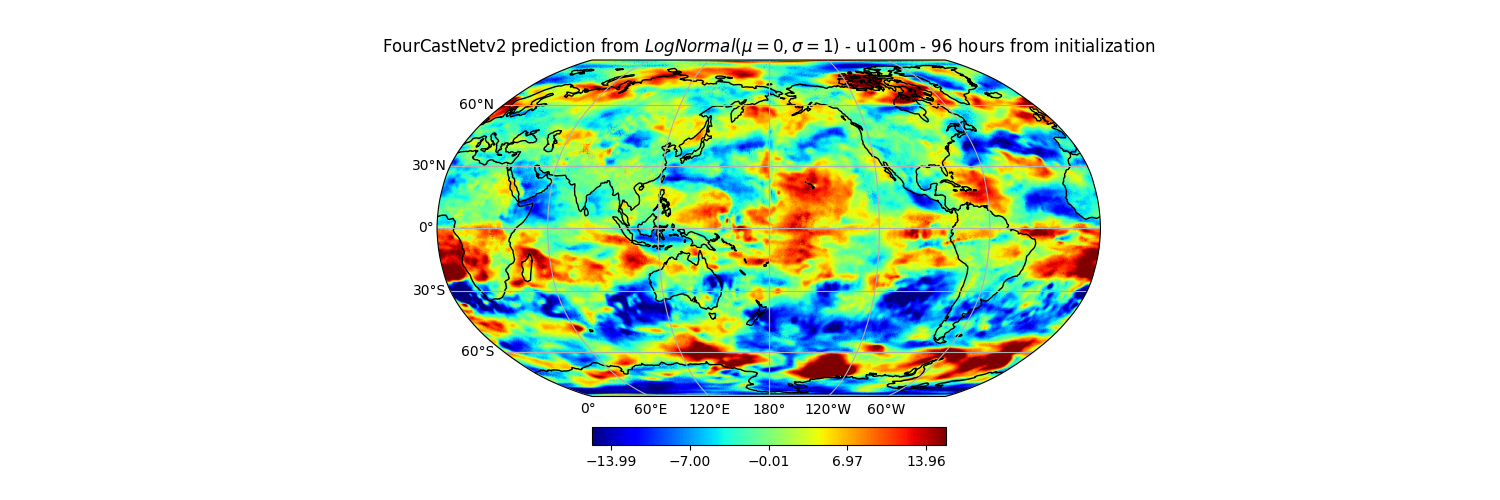 FourCastNetv2 prediction from LogNormal(μ = 0, σ = 1) - u100m - 96 hours from initialization
60°N
30°N
0°
30°S
60°S
0° 60°E 120°E 180° 120°W 60°W
−13.99 −7.00 −0.01 6.97 13.96